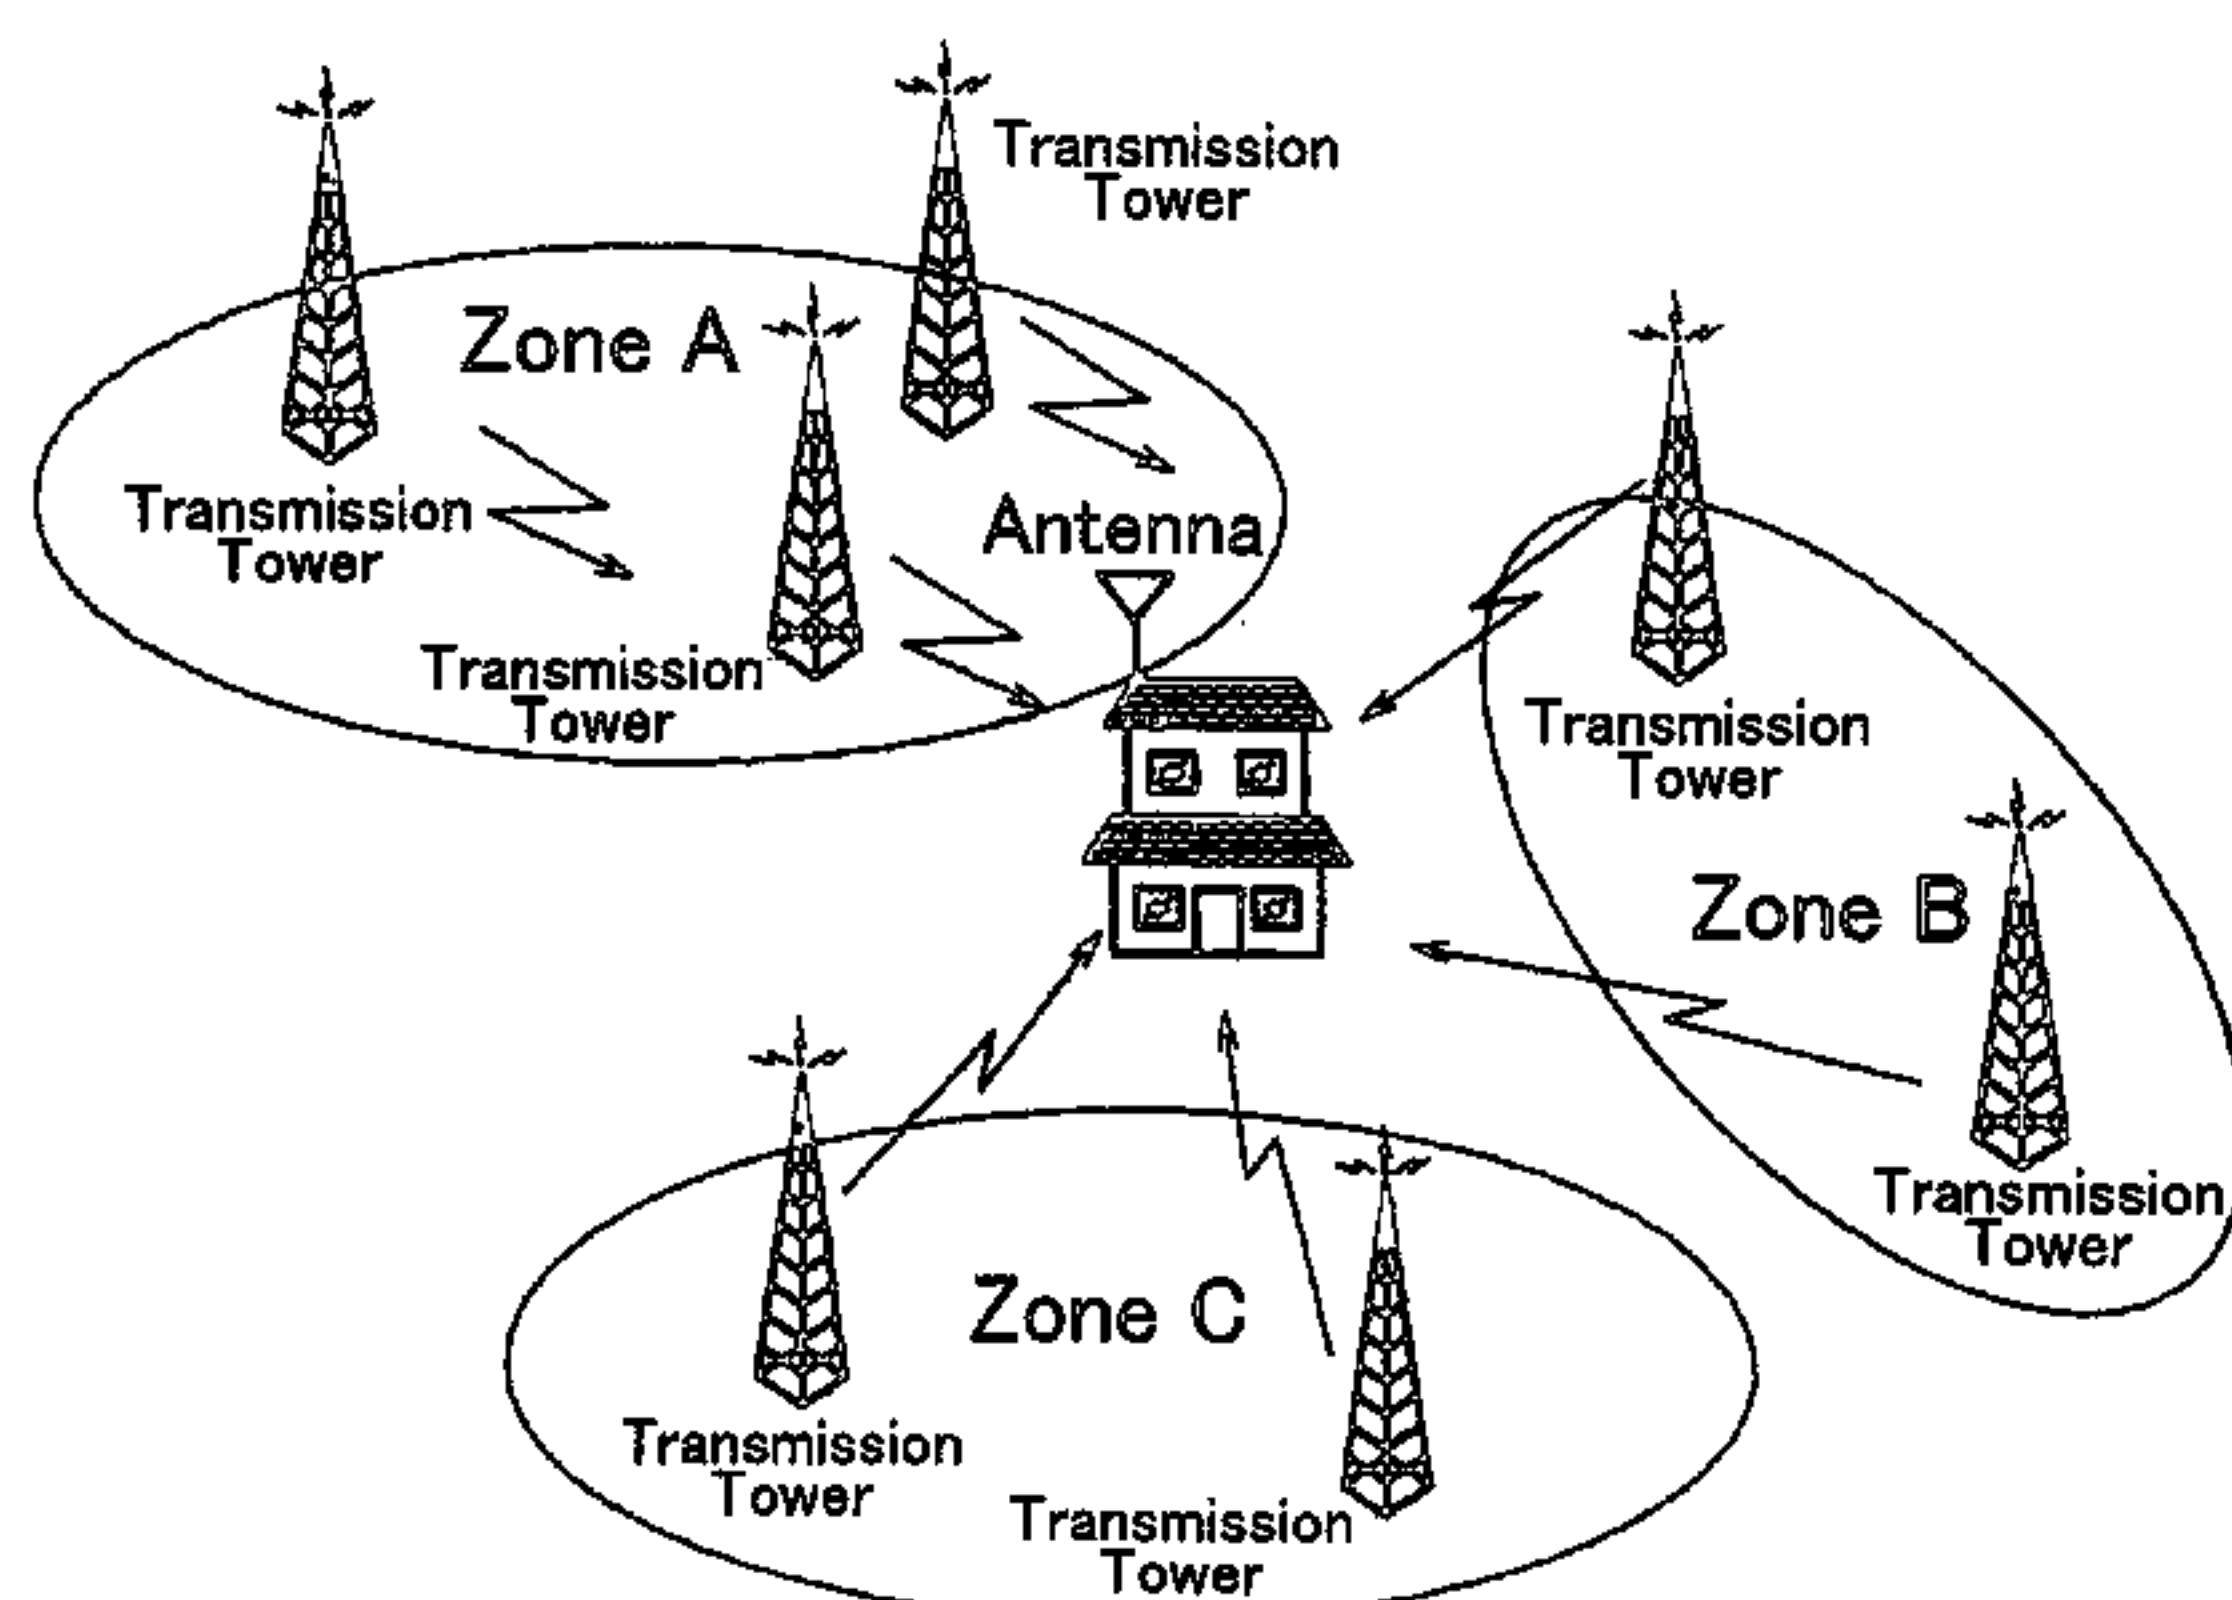 Transmission
Tower
Zone A
Transmission
Tower
Antenna
Transmission
Tower
Transmission
Tower
Zone B
Transmission
Tower
Zone C
Transmission
Tower
Transmission
Tower